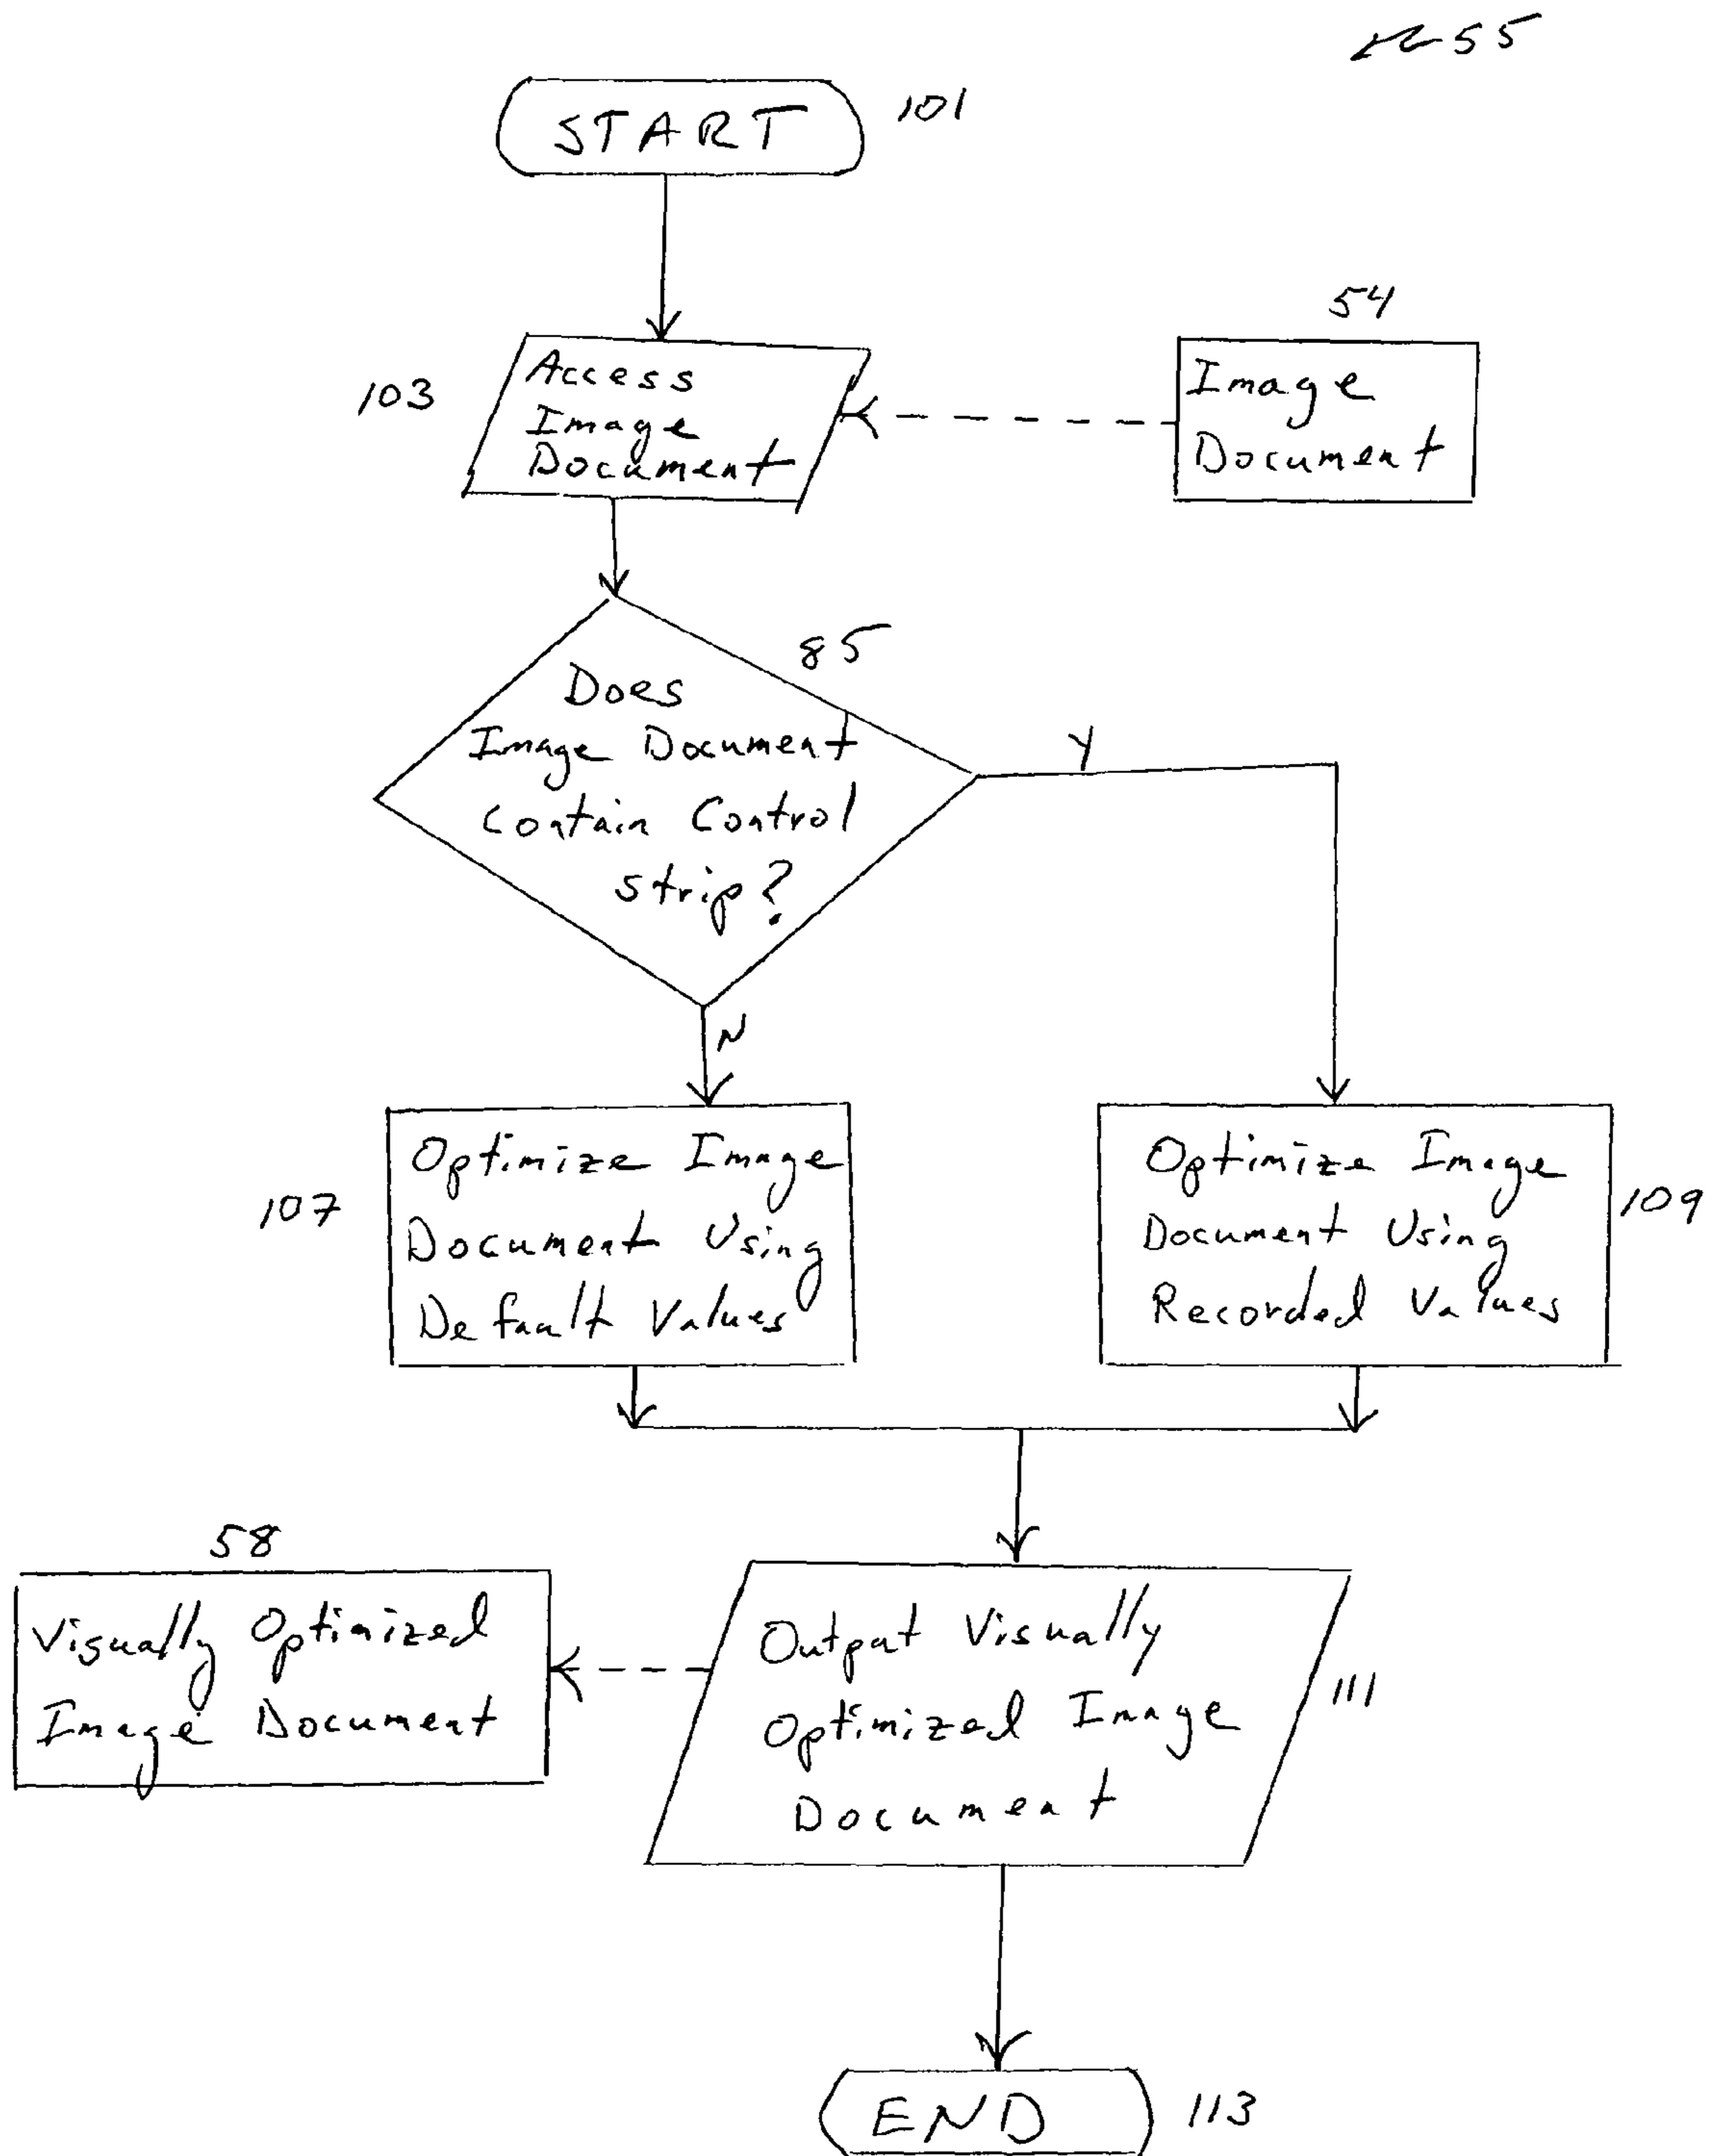 55
START
101
54
103
Access
Image
Document
Image
Document
85
Does
Image Document
contain Control
strip?
Y
N
107
Optimize Image
Document Using
Default Values
Optimize Image
Document Using
Recorded Values
109
58
Visually Optimized
Image Document
Output Visually
Optimized Image
Document
111
END
113